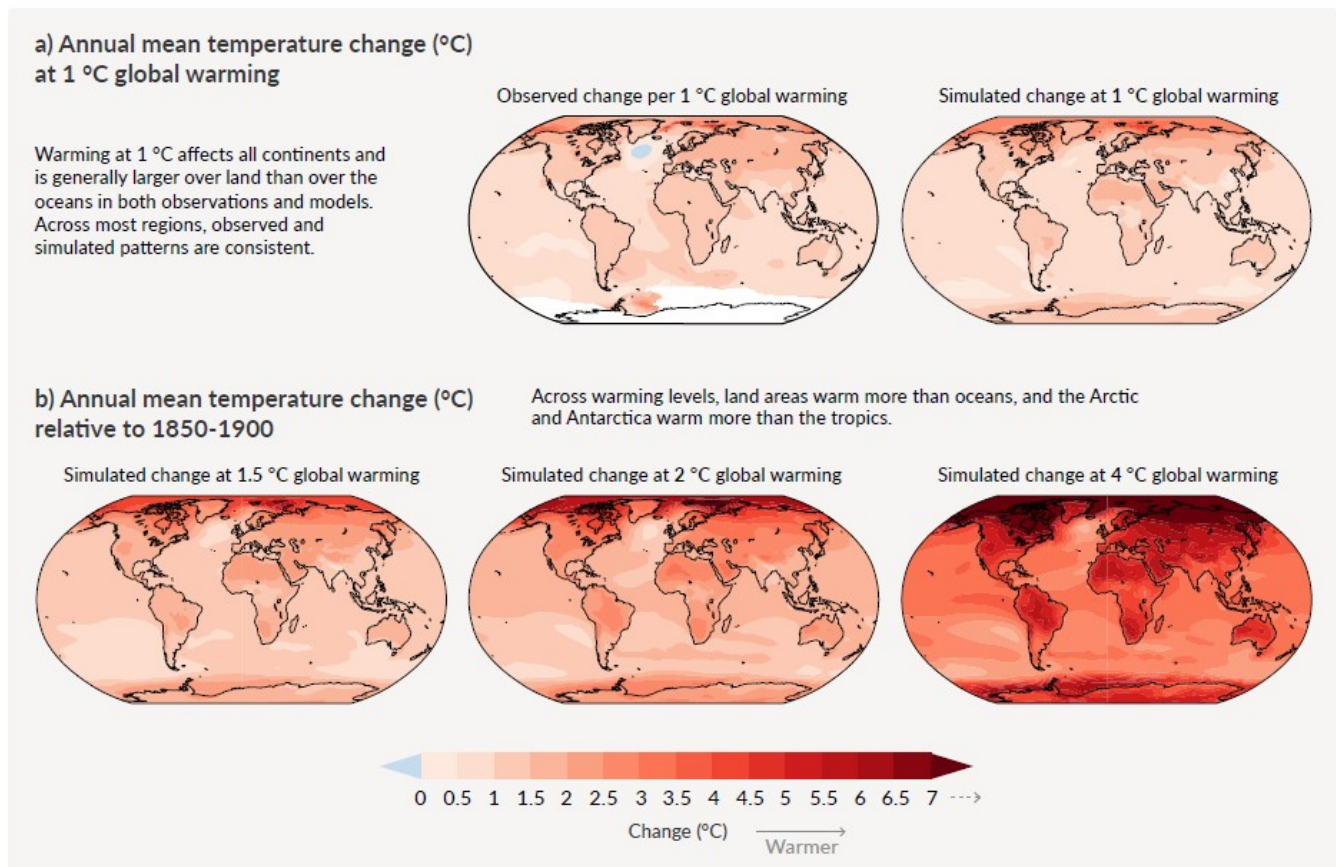 a) Annual mean temperature change (°C)
at 1 °C global warming
Warming at 1 °C affects all continents and
is generally larger over land than over the
oceans in both observations and models.
Across most regions, observed and
simulated patterns are consistent.
Observed change per 1 °C global warming
Simulated change at 1 °C global warming
b) Annual mean temperature change (°C)
relative to 1850-1900
Across warming levels, land areas warm more than oceans, and the Arctic
and Antarctica warm more than the tropics.
Simulated change at 1.5 °C global warming
Simulated change at 2 °C global warming
Simulated change at 4 °C global warming
0 0.5 1 1.5 2 2.5 3 3.5 4 4.5 5 5.5 6 6.5 7
Change (°C)
Warmer